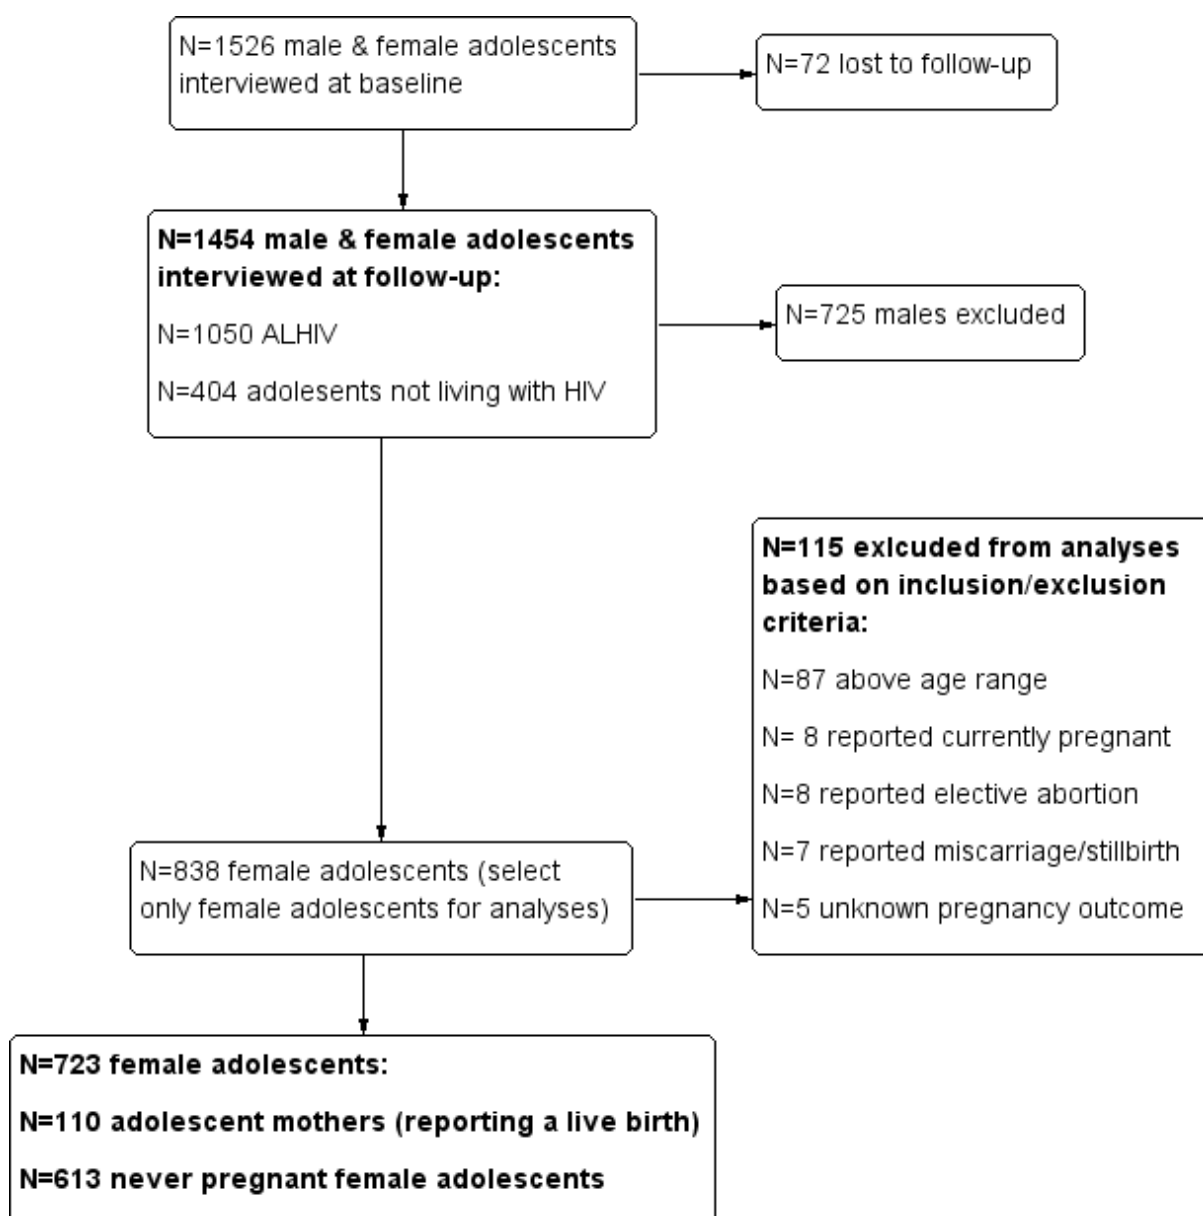 N=1526 male & female adolescents
interviewed at baseline
N=72 lost to follow-up
N=1454 male & female adolescents
interviewed at follow-up:
N=1050 ALHIV
N=404 adolesents not living with HIV
N=725 males excluded
N=115 exlcuded from analyses
based on inclusion/exclusion
criteria:
N=87 above age range
N= 8 reported currently pregnant
N=8 reported elective abortion
N=7 reported miscarriage/stillbirth
N=5 unknown pregnancy outcome
N=838 female adolescents (select
only female adolescents for analyses)
N=723 female adolescents:
N=110 adolescent mothers (reporting a live birth)
N=613 never pregnant female adolescents